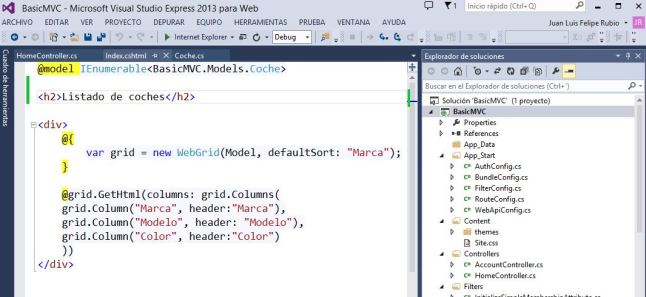 BasicMVC - Microsoft Visual Studio Express 2013 para Web
1
Inicio rápido (Ctrl+Q)
ARCHIVO EDITAR VER PROYECTO DEPURAR EQUIPO HERRAMIENTAS PRUEBA VENTANA AYUDA
Juan Luis Felipe Rubio
JR
Internet Explorer
Debug
Cuadro de herramientas
HomeController.cs Index.cshtml Coche.cs
@model IEnumerable<BasicMVC.Models.Coche>
<h2>Listado de coches</h2>
<div>
@{
var grid = new WebGrid(Model, defaultSort: "Marca");
}
@grid.GetHtml(columns: grid.Columns(
grid.Column("Marca", header:"Marca"),
grid.Column("Modelo", header: "Modelo"),
grid.Column("Color", header:"Color")
))
</div>
Explorador de soluciones
Buscar en el Explorador de soluciones (Ctrl+')
Solución 'BasicMVC' (1 proyecto)
BasicMVC
Properties
References
App_Data
App_Start
AuthConfig.cs
BundleConfig.cs
FilterConfig.cs
RouteConfig.cs
WebApiConfig.cs
Content
themes
Site.css
Controllers
AccountController.cs
HomeController.cs
Filters